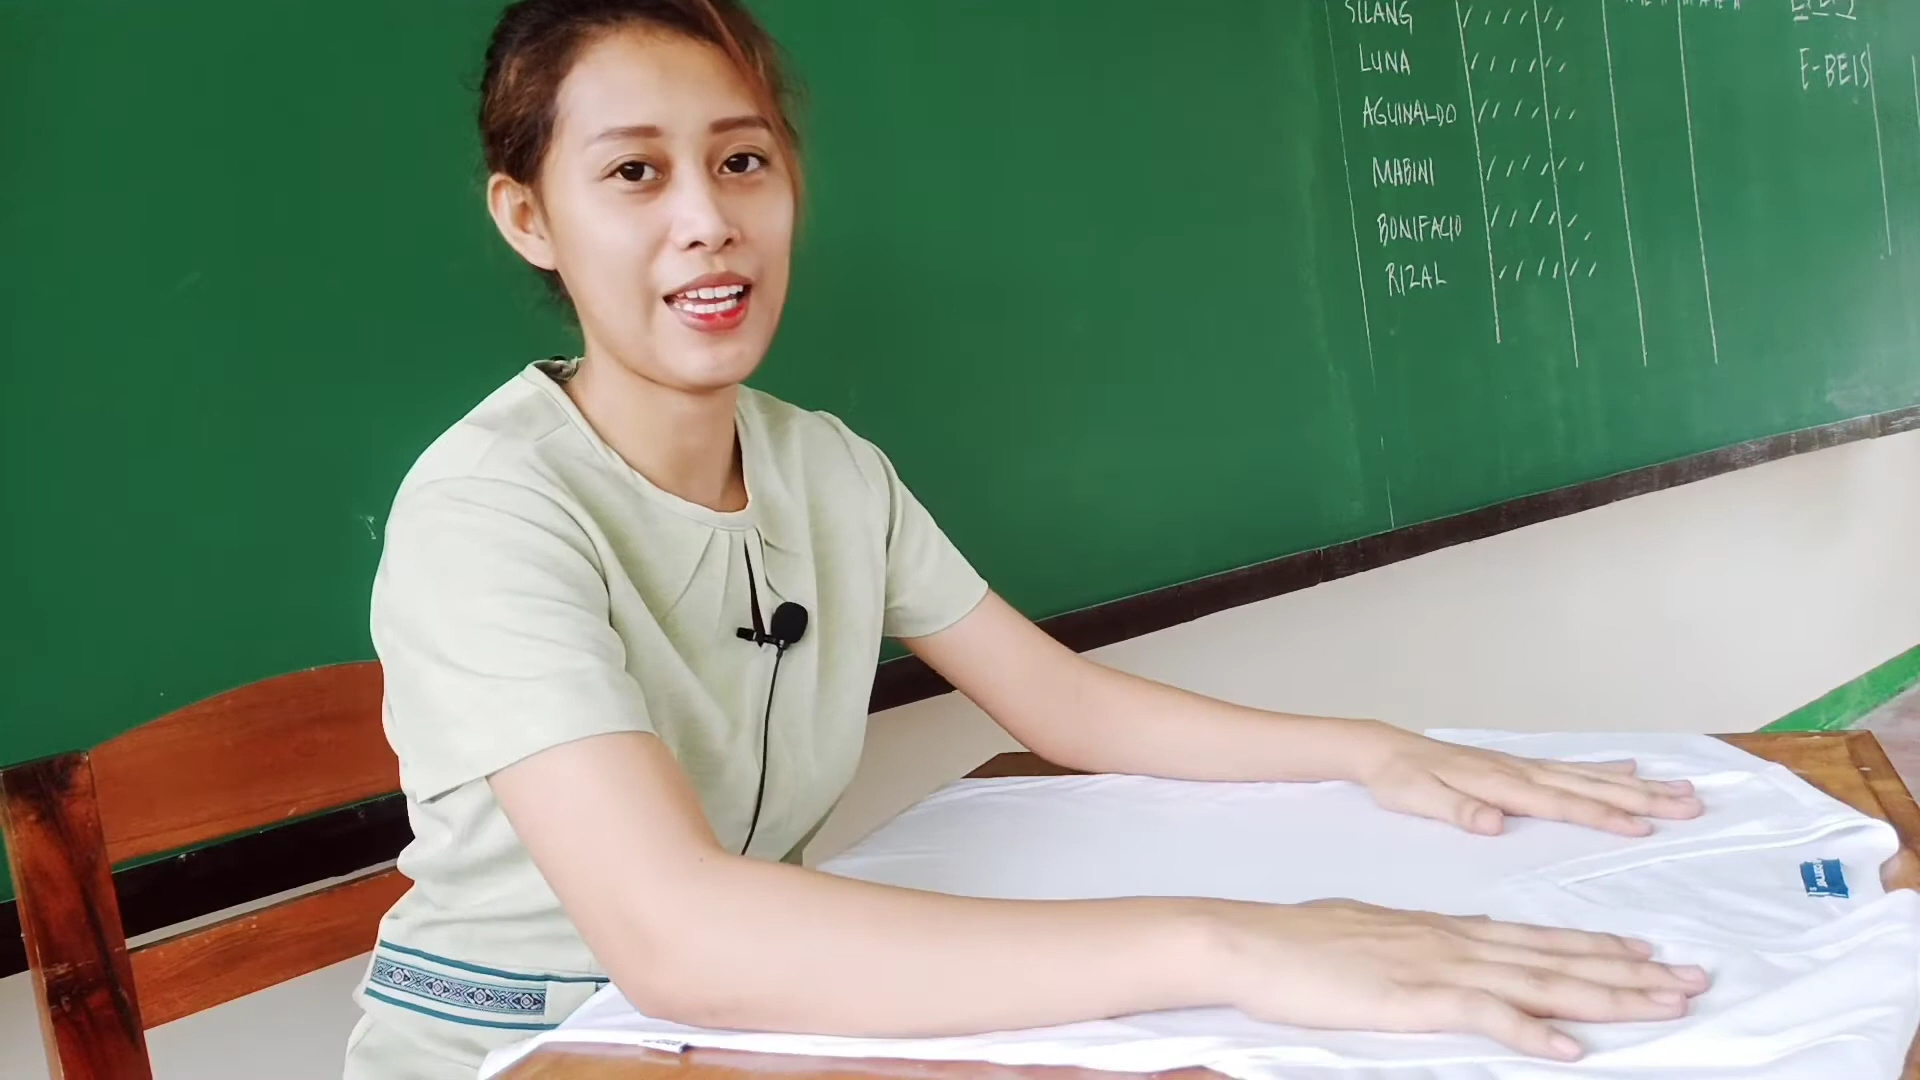 SILANG
LUNA
AGUINALDO
MABINI
BONIFACIO
RIZAL
E-BEIS